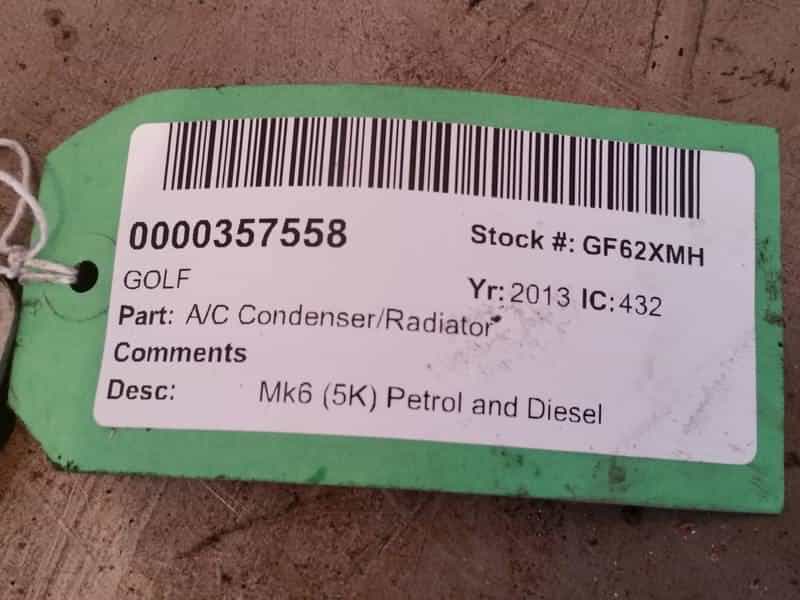 0000357558 Stock #: GF62XMH
GOLF Yr: 2013 IC: 432
Part: A/C Condenser/Radiator
Comments
Desc: Mk6 (5K) Petrol and Diesel